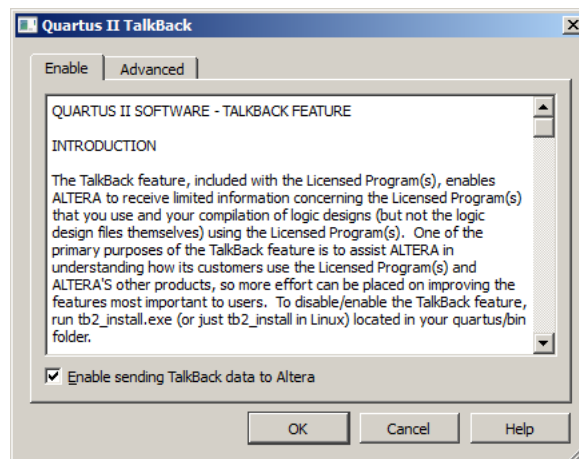 Quartus II TalkBack
Enable Advanced
QUARTUS II SOFTWARE - TALKBACK FEATURE
INTRODUCTION
The TalkBack feature, included with the Licensed Program(s), enables
ALTERA to receive limited information concerning the Licensed Program(s)
that you use and your compilation of logic designs (but not the logic
design files themselves) using the Licensed Program(s).  One of the
primary purposes of the TalkBack feature is to assist ALTERA in
understanding how its customers use the Licensed Program(s) and
ALTERA'S other products, so more effort can be placed on improving the
features most important to users.  To disable/enable the TalkBack feature,
run tb2_install.exe (or just tb2_install in Linux) located in your quartus/bin
folder.
Enable sending TalkBack data to Altera
OK Cancel Help